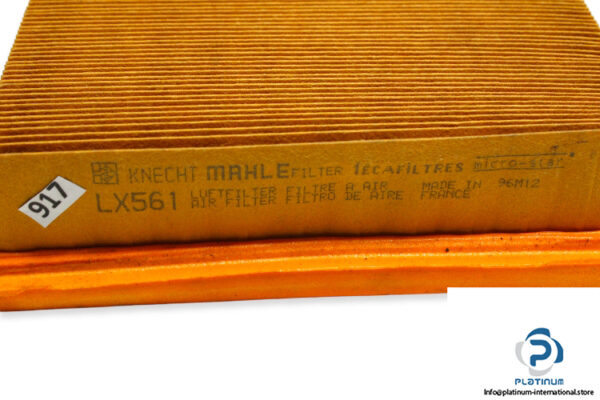 KNECHT MAHLE FILTER TECAFILTRES micro-star
LX561 LUFTFILTER FILTRE A AIR MADE IN 96M12
AIR FILTER FILTRO DE AIRE FRANCE
917
PLATINUM
Info@platinum-international.store